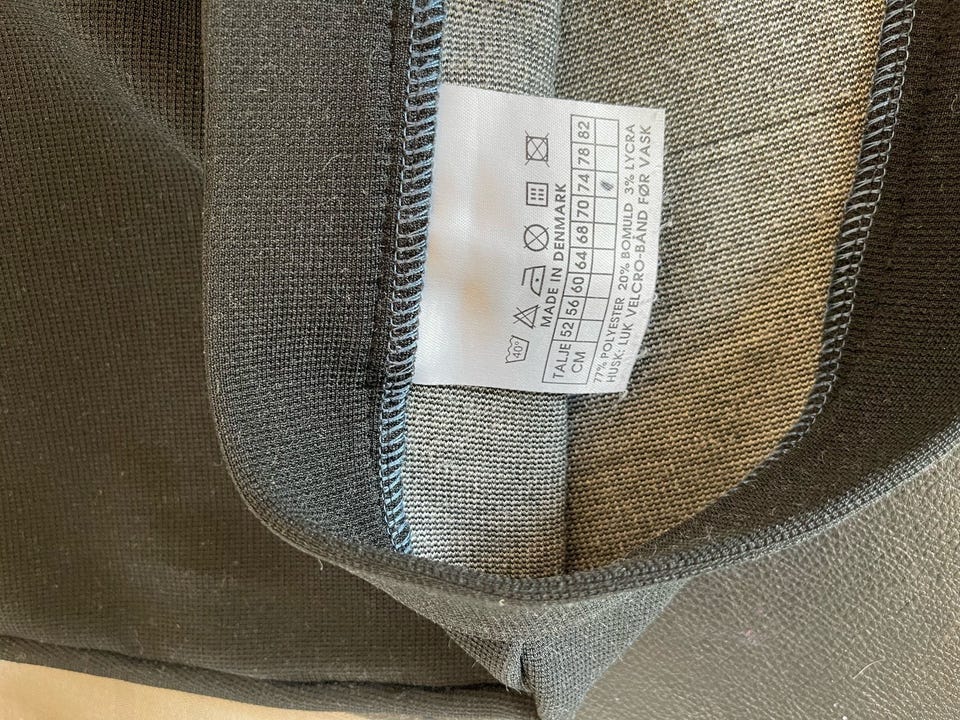 40°
MADE IN DENMARK
TALJE 52 56 60 64 68 70 74 78 82
CM
77% POLYESTER 20% BOMULD 3% LYCRA
HUSK: LUK VELCRO-BÅND FØR VASK